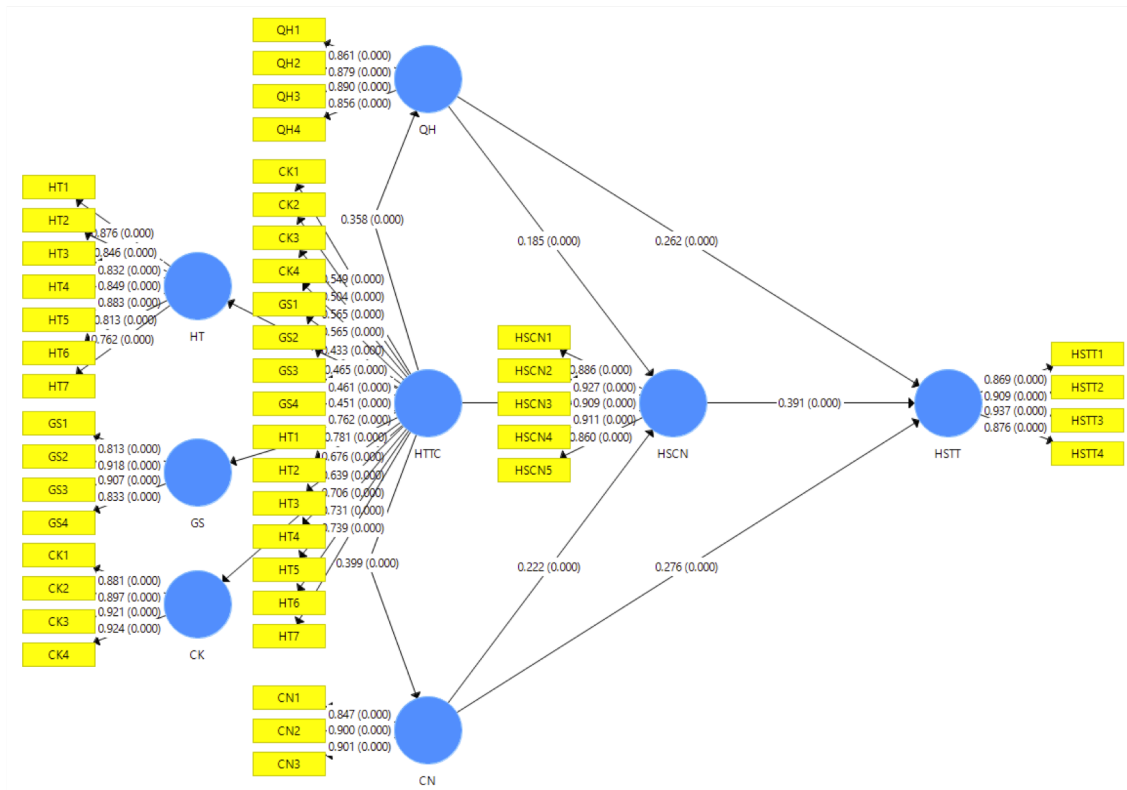 QH1
QH2
QH3
QH4
0.861 (0.000)
0.879 (0.000)
0.890 (0.000)
0.856 (0.000)
QH
HT1
HT2
HT3
HT4
HT5
HT6
HT7
0.876 (0.000)
0.846 (0.000)
0.832 (0.000)
0.849 (0.000)
0.883 (0.000)
0.813 (0.000)
0.762 (0.000)
HT
GS1
GS2
GS3
GS4
0.813 (0.000)
0.918 (0.000)
0.907 (0.000)
0.833 (0.000)
GS
CK1
CK2
CK3
CK4
0.881 (0.000)
0.897 (0.000)
0.921 (0.000)
0.924 (0.000)
CK
CK1
CK2
CK3
CK4
GS1
GS2
GS3
GS4
HT1
HT2
HT3
HT4
HT5
HT6
HT7
0.358 (0.000)
0.549 (0.000)
0.504 (0.000)
0.565 (0.000)
0.565 (0.000)
0.433 (0.000)
0.465 (0.000)
0.461 (0.000)
0.451 (0.000)
0.762 (0.000)
0.781 (0.000)
0.676 (0.000)
0.639 (0.000)
0.706 (0.000)
0.731 (0.000)
0.739 (0.000)
0.399 (0.000)
HTTC
CN1
CN2
CN3
0.847 (0.000)
0.900 (0.000)
0.901 (0.000)
CN
0.185 (0.000)
0.262 (0.000)
HSCN1
HSCN2
HSCN3
HSCN4
HSCN5
0.886 (0.000)
0.927 (0.000)
0.909 (0.000)
0.911 (0.000)
0.860 (0.000)
HSCN
0.391 (0.000)
0.222 (0.000)
0.276 (0.000)
HSTT
0.869 (0.000)
0.909 (0.000)
0.937 (0.000)
0.876 (0.000)
HSTT1
HSTT2
HSTT3
HSTT4